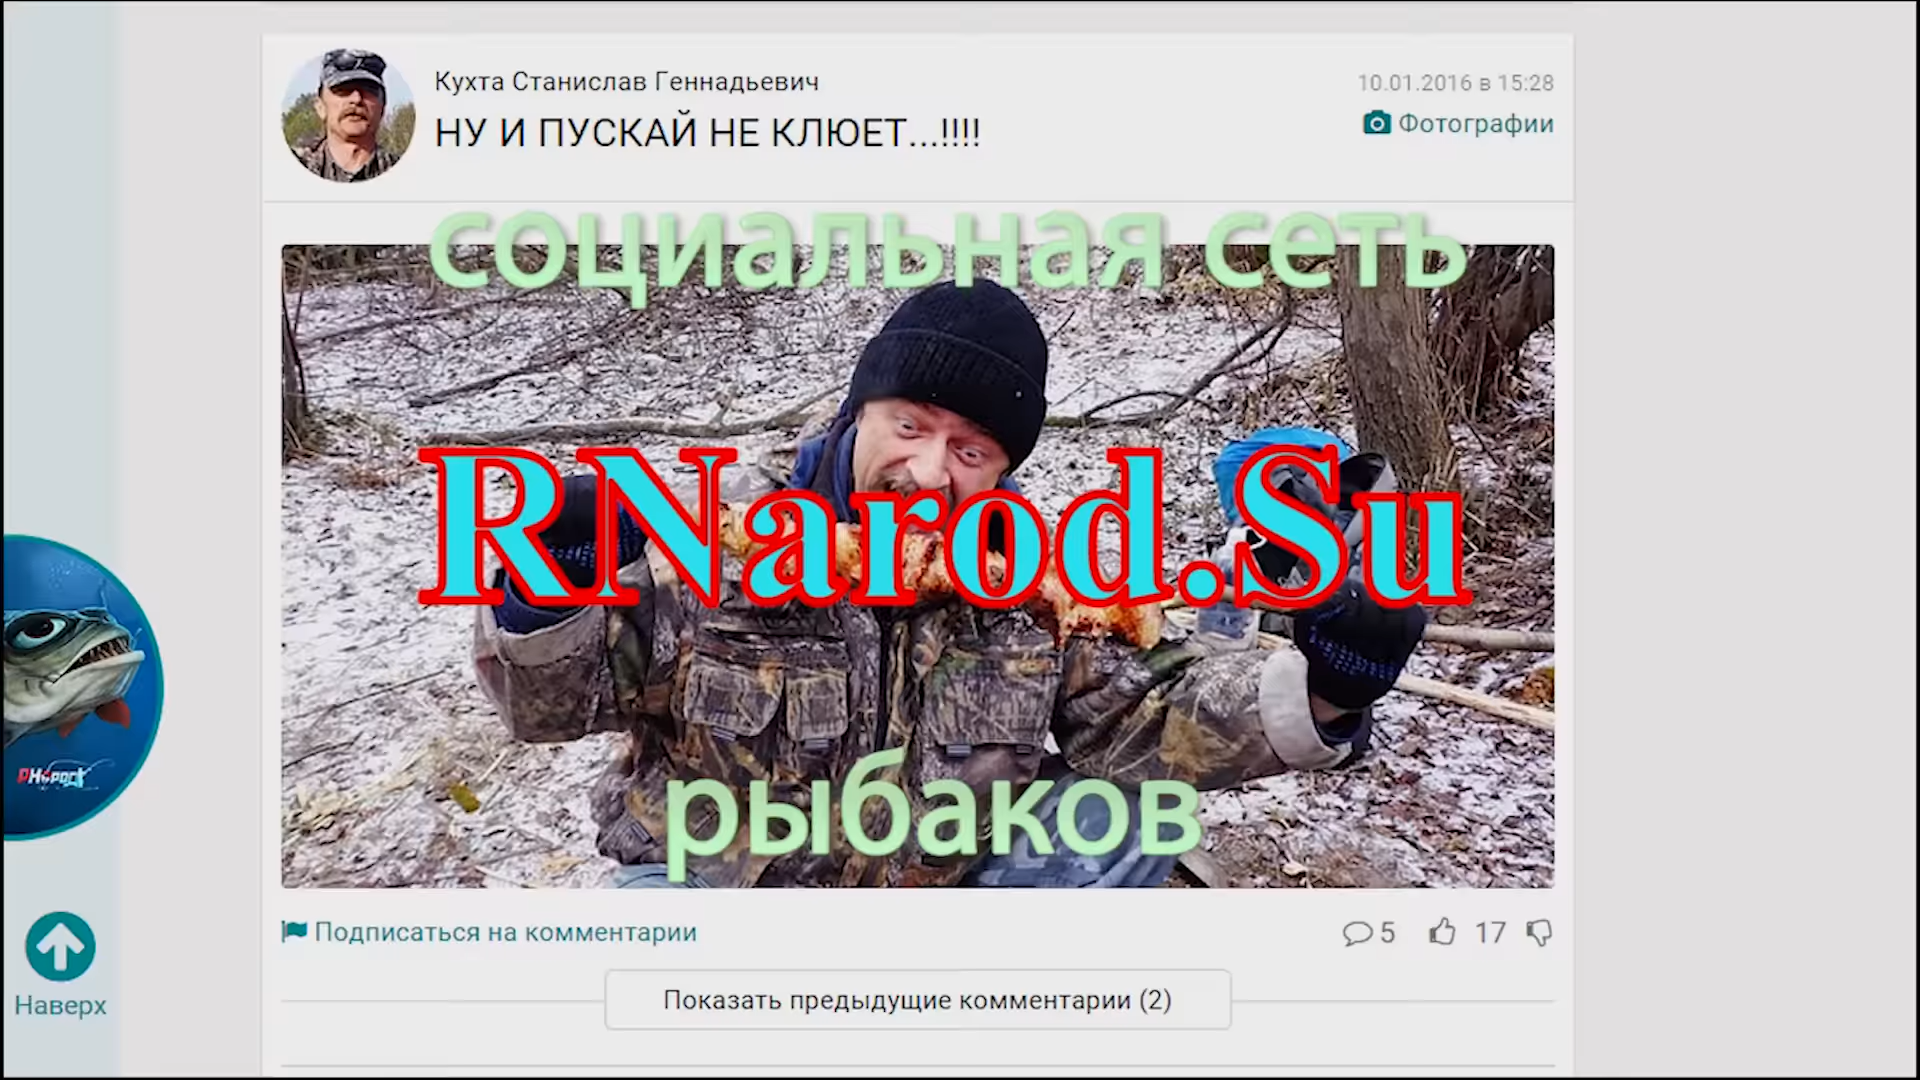 Кухта Станислав Геннадьевич
10.01.2016 в 15:28
НУ И ПУСКАЙ НЕ КЛЮЕТ...!!!!
Фотографии
социальная сеть
RNarod.Su
рыбаков
РНарод
Подписаться на комментарии
5
17
Наверх
Показать предыдущие комментарии (2)